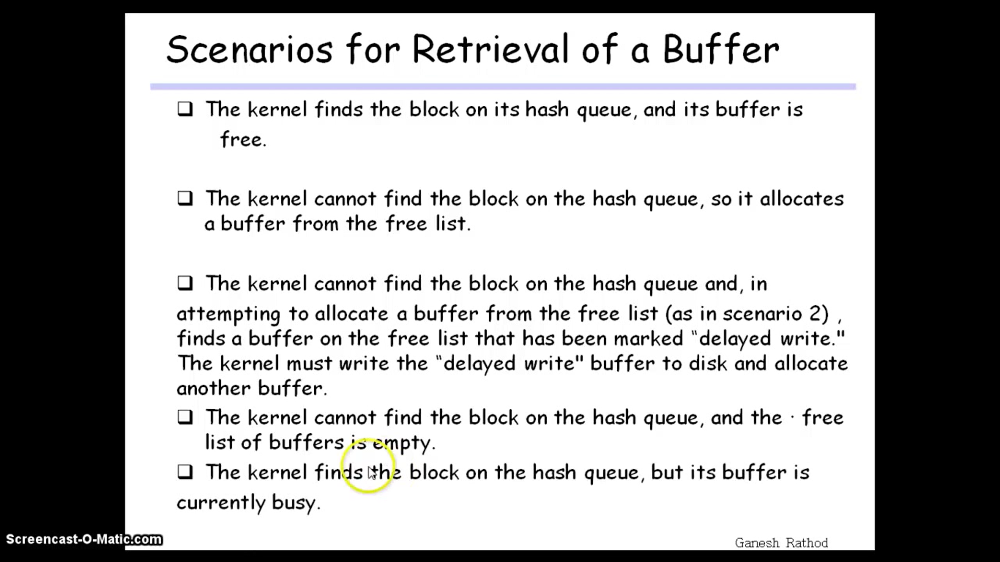 Scenarios for Retrieval of a Buffer
❑ The kernel finds the block on its hash queue, and its buffer is
free.
❑ The kernel cannot find the block on the hash queue, so it allocates
a buffer from the free list.
❑ The kernel cannot find the block on the hash queue and, in
attempting to allocate a buffer from the free list (as in scenario 2) ,
finds a buffer on the free list that has been marked “delayed write."
The kernel must write the “delayed write" buffer to disk and allocate
another buffer.
❑ The kernel cannot find the block on the hash queue, and the · free
list of buffers is empty.
❑ The kernel finds the block on the hash queue, but its buffer is
currently busy.
Screencast-O-Matic.com
Ganesh Rathod